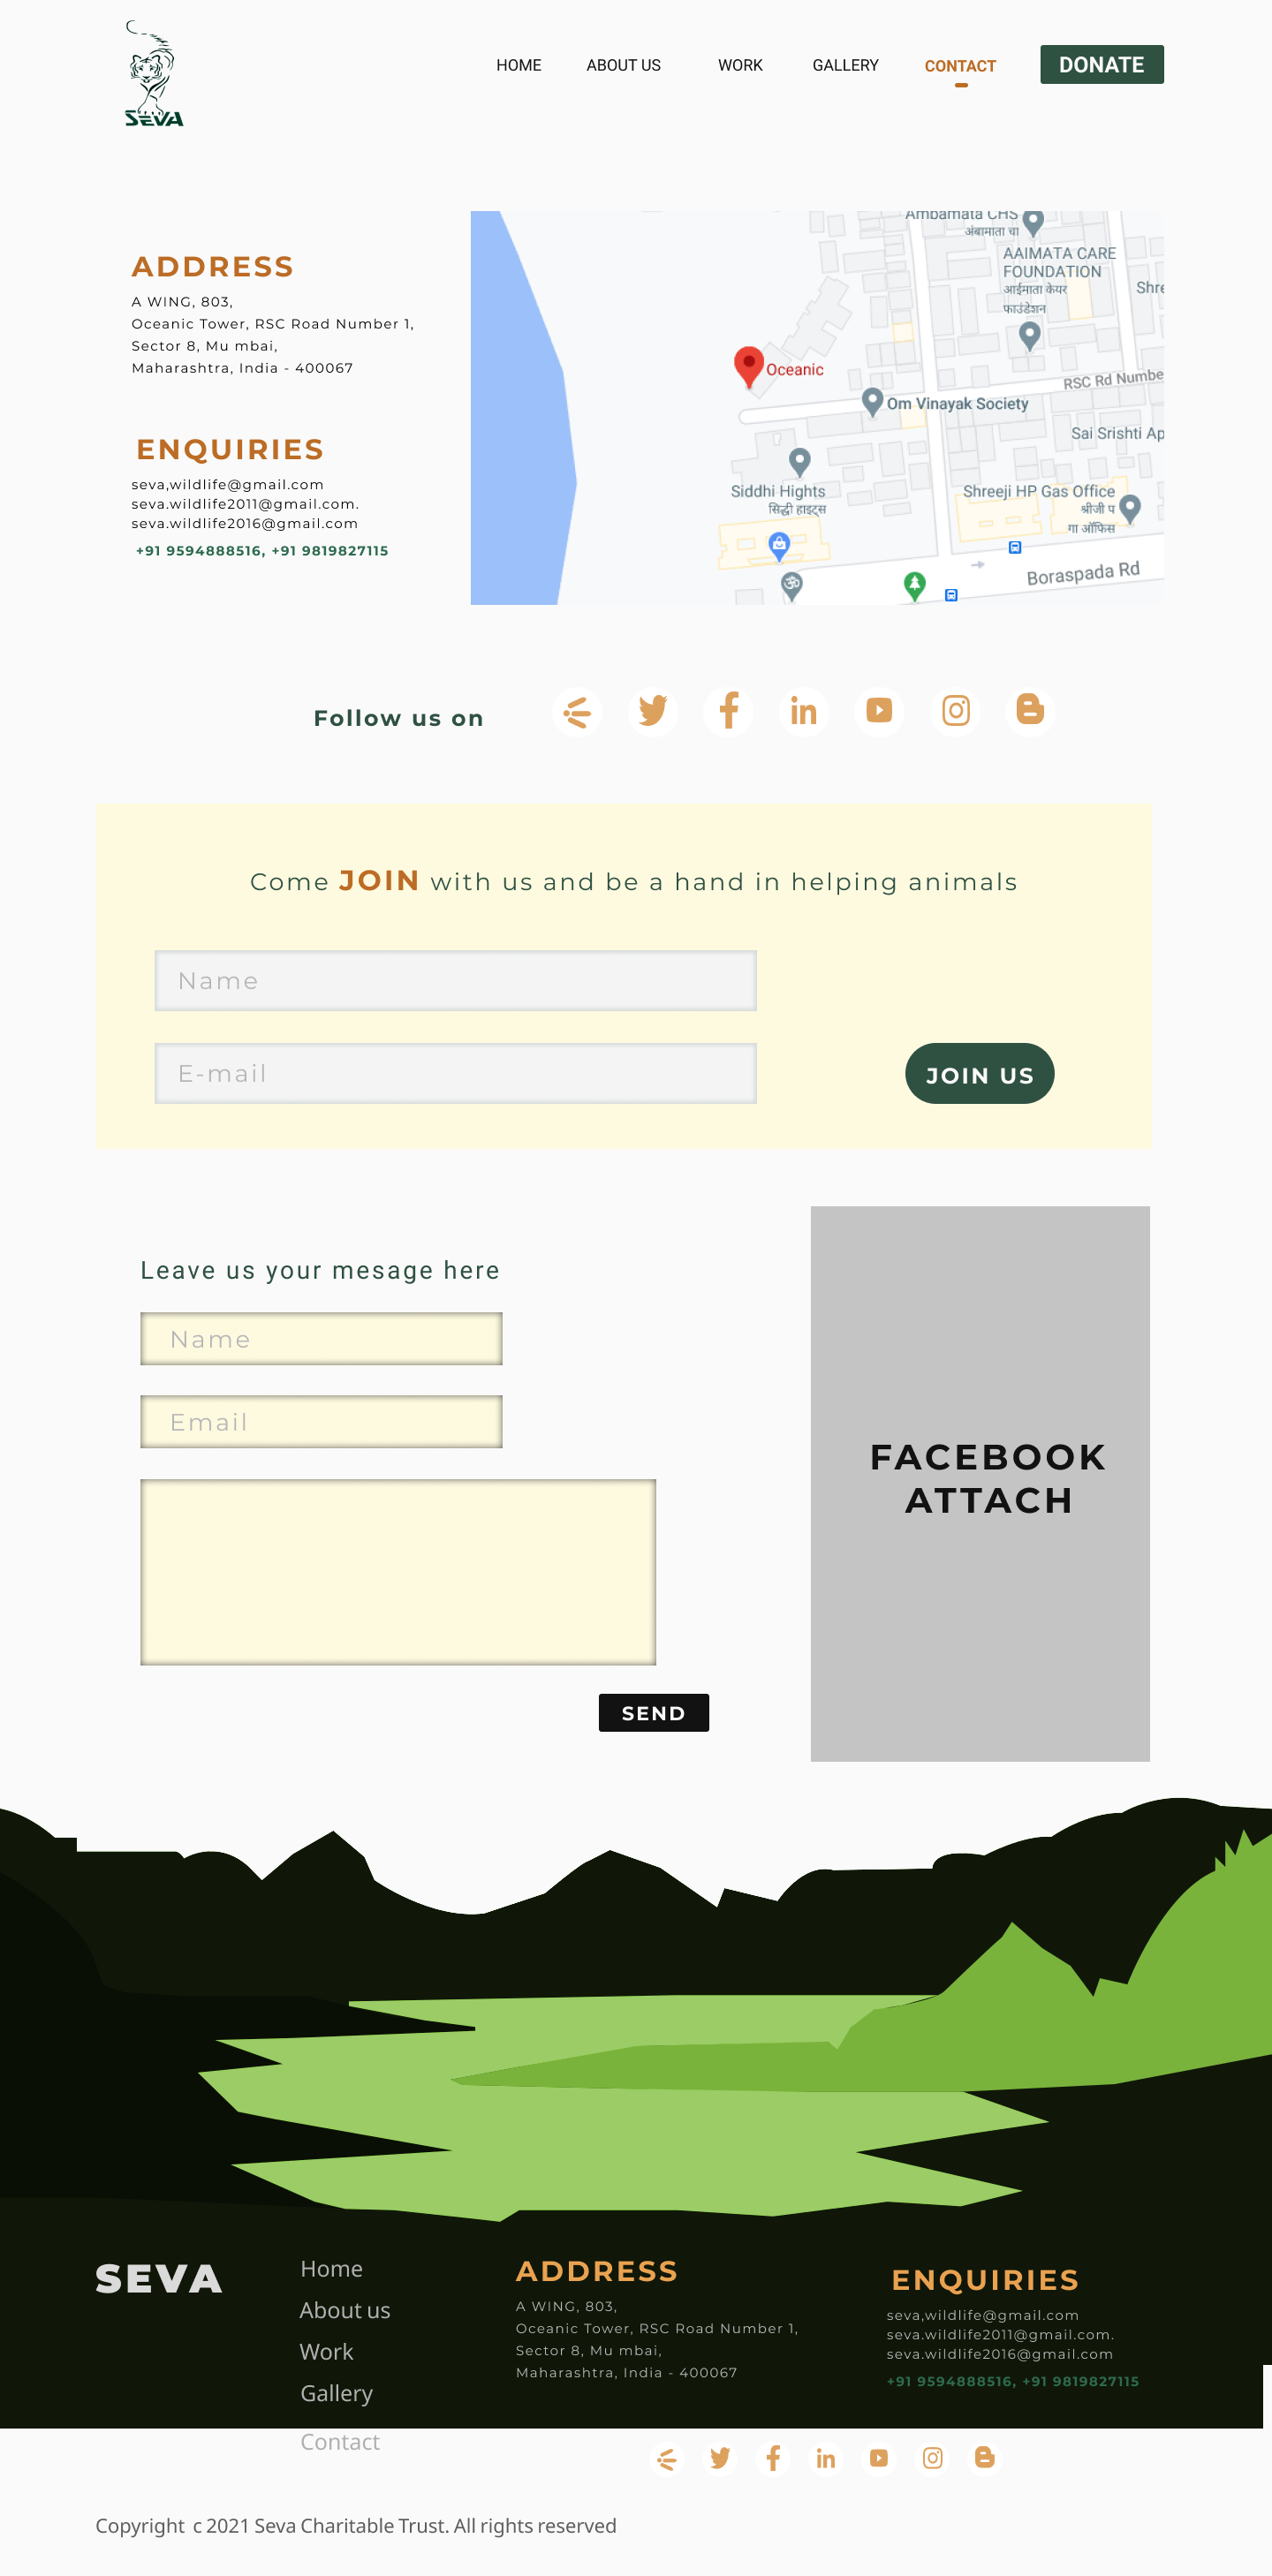 SEVA
HOME ABOUT US WORK GALLERY CONTACT DONATE
ADDRESS
A WING, 803,
Oceanic Tower, RSC Road Number 1,
Sector 8, Mu mbai,
Maharashtra, India - 400067
ENQUIRIES
seva,wildlife@gmail.com
seva.wildlife2011@gmail.com.
seva.wildlife2016@gmail.com
+91 9594888516, +91 9819827115
Ambamata CHS
अंबामाता चा
AAIMATA CARE
FOUNDATION
आईमाता केयर
फाउंडेशन
Shre
Oceanic
RSC Rd Numbe
Om Vinayak Society
Sai Srishti Ap
Siddhi Hights
सिद्धी हाइट्स
Shreeji HP Gas Office
श्रीजी प
गा ऑफिस
Boraspada Rd
Follow us on
Come JOIN with us and be a hand in helping animals
Name
E-mail
JOIN US
Leave us your mesage here
Name
Email
SEND
FACEBOOK
ATTACH
SEVA
Home
About us
Work
Gallery
Contact
ADDRESS
A WING, 803,
Oceanic Tower, RSC Road Number 1,
Sector 8, Mu mbai,
Maharashtra, India - 400067
ENQUIRIES
seva,wildlife@gmail.com
seva.wildlife2011@gmail.com.
seva.wildlife2016@gmail.com
+91 9594888516, +91 9819827115
Copyright c 2021 Seva Charitable Trust. All rights reserved